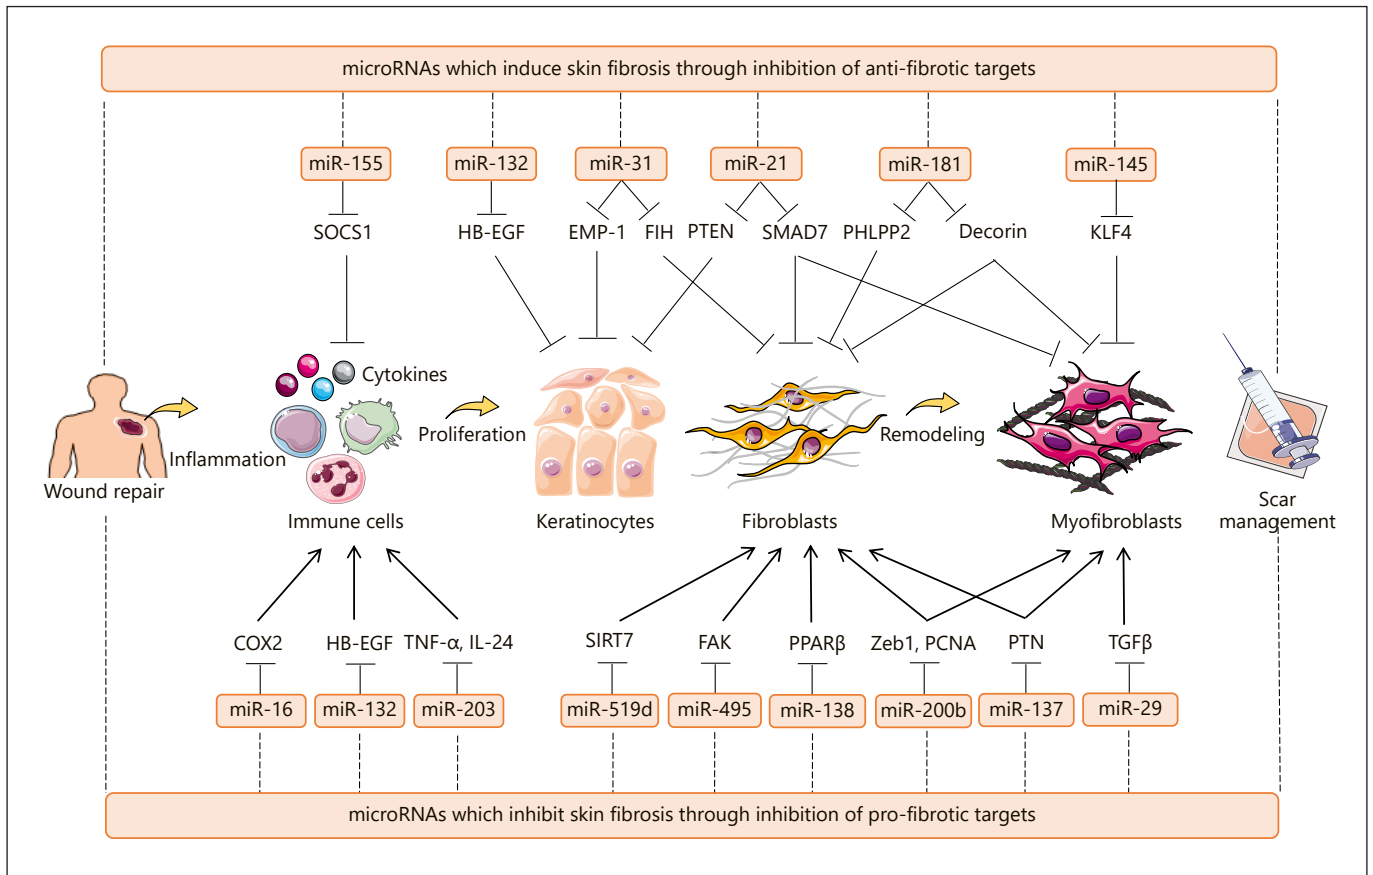 microRNAs which induce skin fibrosis through inhibition of anti-fibrotic targets
miR-155
miR-132
miR-31
miR-21
miR-181
miR-145
SOCS1
HB-EGF
EMP-1
FIH
PTEN
SMAD7
PHLPP2
Decorin
KLF4
Cytokines
Proliferation
Remodeling
Inflammation
Wound repair
Immune cells
Keratinocytes
Fibroblasts
Myofibroblasts
Scar
management
COX2
HB-EGF
TNF-α, IL-24
SIRT7
FAK
PPARβ
Zeb1, PCNA
PTN
TGFβ
miR-16
miR-132
miR-203
miR-519d
miR-495
miR-138
miR-200b
miR-137
miR-29
microRNAs which inhibit skin fibrosis through inhibition of pro-fibrotic targets